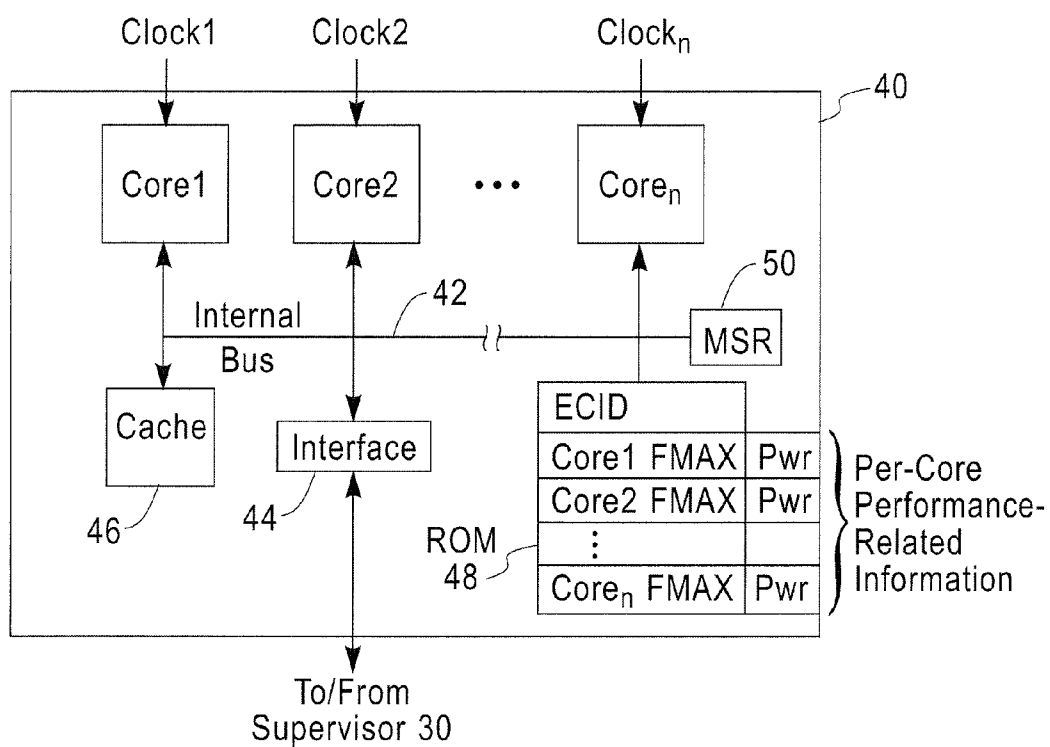 Clock1 Clock2 Clockn
40
Core1 Core2 ••• Coren
50
42
Internal
Bus
MSR
Cache
Interface
ECID
Core1 FMAX Pwr
Core2 FMAX Pwr
⋮
Coren FMAX Pwr
46
44
ROM
48
Per-Core
Performance-
Related
Information
To/From
Supervisor 30